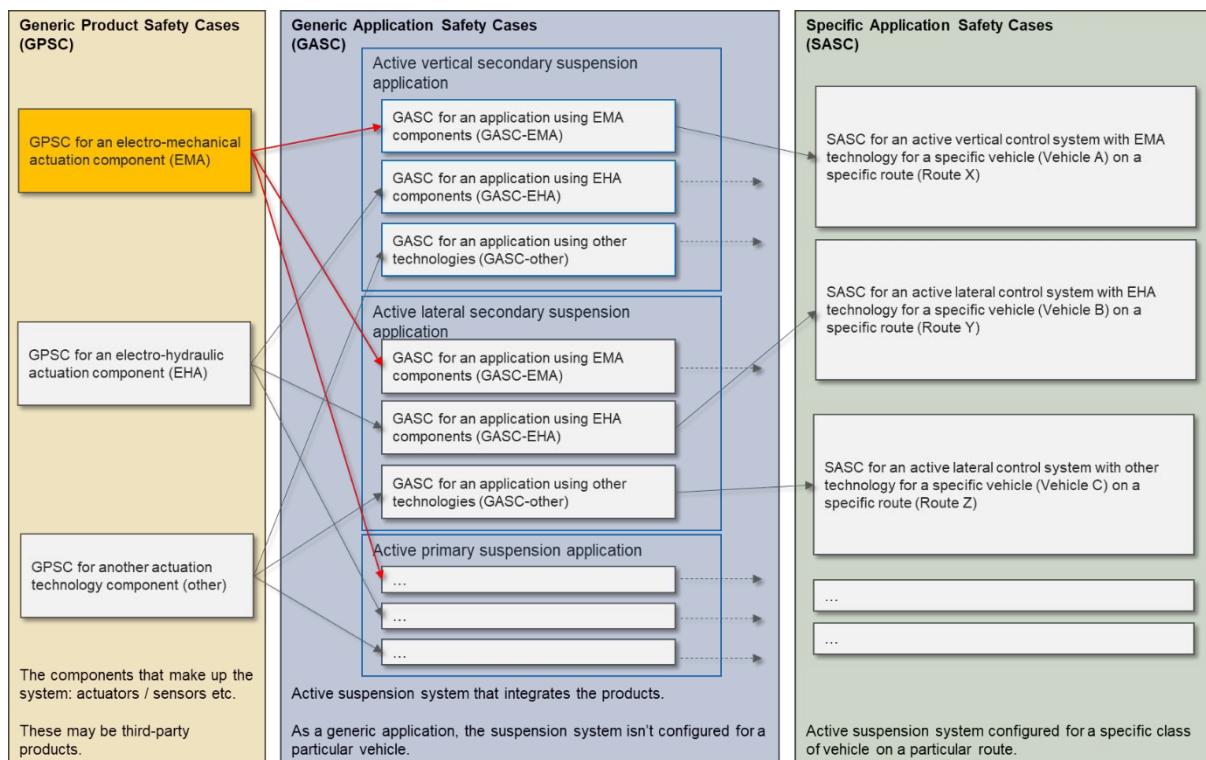 Generic Product Safety Cases
(GPSC)
GPSC for an electro-mechanical
actuation component (EMA)
GPSC for an electro-hydraulic
actuation component (EHA)
GPSC for another actuation
technology component (other)
The components that make up the
system: actuators / sensors etc.
These may be third-party
products.
Generic Application Safety Cases
(GASC)
Active vertical secondary suspension
application
GASC for an application using EMA
components (GASC-EMA)
GASC for an application using EHA
components (GASC-EHA)
GASC for an application using other
technologies (GASC-other)
Active lateral secondary suspension
application
GASC for an application using EMA
components (GASC-EMA)
GASC for an application using EHA
components (GASC-EHA)
GASC for an application using other
technologies (GASC-other)
Active primary suspension application
...
...
...
Active suspension system that integrates the products.
As a generic application, the suspension system isn't configured for a
particular vehicle.
Specific Application Safety Cases
(SASC)
SASC for an active vertical control system with EMA
technology for a specific vehicle (Vehicle A) on a
specific route (Route X)
SASC for an active lateral control system with EHA
technology for a specific vehicle (Vehicle B) on a
specific route (Route Y)
SASC for an active lateral control system with other
technology for a specific vehicle (Vehicle C) on a
specific route (Route Z)
...
...
Active suspension system configured for a specific class
of vehicle on a particular route.